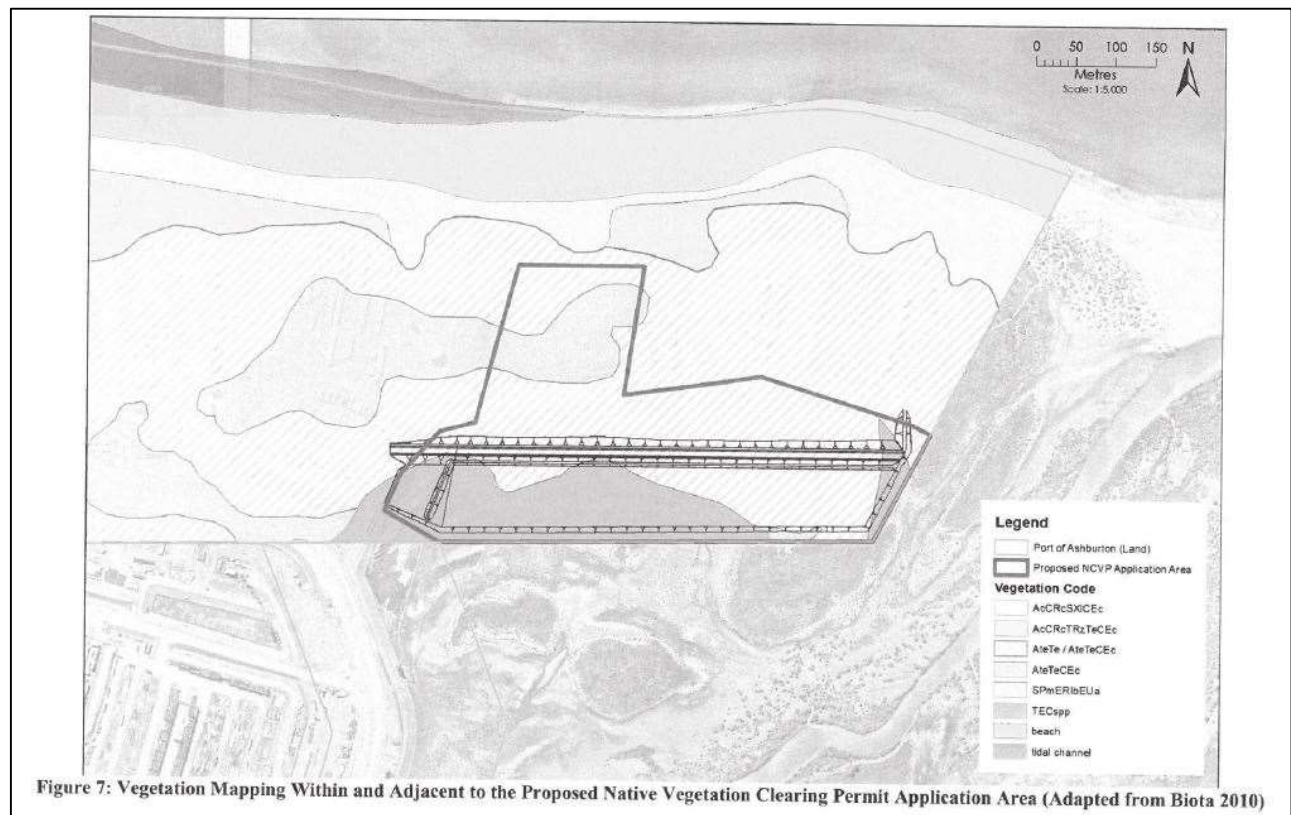 0 50 100 150 N
Metres
Scale: 1:5,000
Legend
Port of Ashburton (Land)
Proposed NCVP Application Area
Vegetation Code
AcCRcSXlCEc
AcCRcTRzTeCEc
AteTe / AteTeCEc
AteTeCEc
SPmERIbEUa
TECspp
beach
tidal channel
Figure 7: Vegetation Mapping Within and Adjacent to the Proposed Native Vegetation Clearing Permit Application Area (Adapted from Biota 2010)